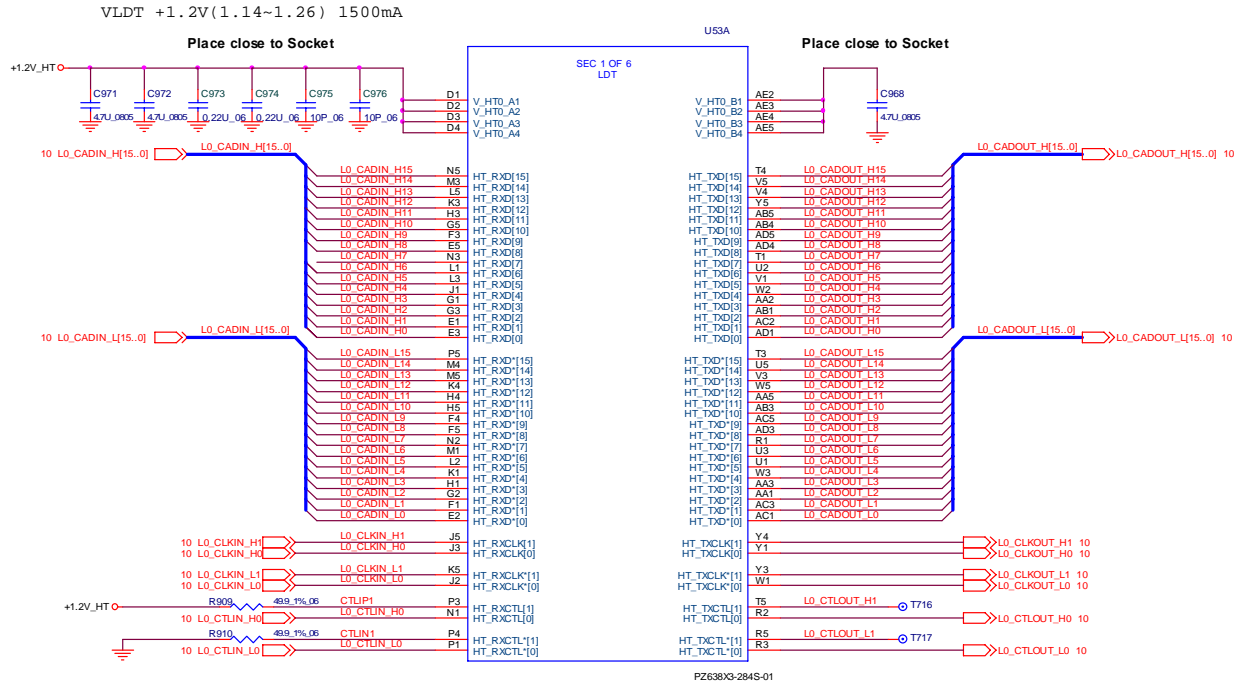 VLDT +1.2V(1.14~1.26) 1500mA
U53A
Place close to Socket
Place close to Socket
SEC 1 OF 6
LDT
+1.2V_HT
C971 C972 C973 C974 C975 C976
4.7U_0805 4.7U_0805 0.22U_06 0.22U_06 10P_06 10P_06
C968
4.7U_0805
D1 V_HT0_A1 V_HT0_B1 AE2
D2 V_HT0_A2 V_HT0_B2 AE3
D3 V_HT0_A3 V_HT0_B3 AE4
D4 V_HT0_A4 V_HT0_B4 AE5
10 L0_CADIN_H[15..0] L0_CADIN_H[15..0] L0_CADOUT_H[15..0] L0_CADOUT_H[15..0] 10
L0_CADIN_H15 N5 HT_RXD[15] HT_TXD[15] T4 L0_CADOUT_H15
L0_CADIN_H14 M3 HT_RXD[14] HT_TXD[14] V5 L0_CADOUT_H14
L0_CADIN_H13 L5 HT_RXD[13] HT_TXD[13] V4 L0_CADOUT_H13
L0_CADIN_H12 K3 HT_RXD[12] HT_TXD[12] Y5 L0_CADOUT_H12
L0_CADIN_H11 H3 HT_RXD[11] HT_TXD[11] AB5 L0_CADOUT_H11
L0_CADIN_H10 G5 HT_RXD[10] HT_TXD[10] AB4 L0_CADOUT_H10
L0_CADIN_H9 F3 HT_RXD[9] HT_TXD[9] AD5 L0_CADOUT_H9
L0_CADIN_H8 E5 HT_RXD[8] HT_TXD[8] AD4 L0_CADOUT_H8
L0_CADIN_H7 N3 HT_RXD[7] HT_TXD[7] T1 L0_CADOUT_H7
L0_CADIN_H6 L1 HT_RXD[6] HT_TXD[6] U2 L0_CADOUT_H6
L0_CADIN_H5 L3 HT_RXD[5] HT_TXD[5] V1 L0_CADOUT_H5
L0_CADIN_H4 J1 HT_RXD[4] HT_TXD[4] W2 L0_CADOUT_H4
L0_CADIN_H3 G1 HT_RXD[3] HT_TXD[3] AA2 L0_CADOUT_H3
L0_CADIN_H2 G3 HT_RXD[2] HT_TXD[2] AB1 L0_CADOUT_H2
L0_CADIN_H1 E1 HT_RXD[1] HT_TXD[1] AC2 L0_CADOUT_H1
L0_CADIN_H0 E3 HT_RXD[0] HT_TXD[0] AD1 L0_CADOUT_H0
10 L0_CADIN_L[15..0] L0_CADIN_L[15..0] L0_CADOUT_L[15..0] L0_CADOUT_L[15..0] 10
L0_CADIN_L15 P5 HT_RXD*[15] HT_TXD*[15] T3 L0_CADOUT_L15
L0_CADIN_L14 M4 HT_RXD*[14] HT_TXD*[14] U5 L0_CADOUT_L14
L0_CADIN_L13 M5 HT_RXD*[13] HT_TXD*[13] V3 L0_CADOUT_L13
L0_CADIN_L12 K4 HT_RXD*[12] HT_TXD*[12] W5 L0_CADOUT_L12
L0_CADIN_L11 H4 HT_RXD*[11] HT_TXD*[11] AA5 L0_CADOUT_L11
L0_CADIN_L10 H5 HT_RXD*[10] HT_TXD*[10] AB3 L0_CADOUT_L10
L0_CADIN_L9 F4 HT_RXD*[9] HT_TXD*[9] AC5 L0_CADOUT_L9
L0_CADIN_L8 F5 HT_RXD*[8] HT_TXD*[8] AD3 L0_CADOUT_L8
L0_CADIN_L7 N2 HT_RXD*[7] HT_TXD*[7] R1 L0_CADOUT_L7
L0_CADIN_L6 M1 HT_RXD*[6] HT_TXD*[6] U3 L0_CADOUT_L6
L0_CADIN_L5 L2 HT_RXD*[5] HT_TXD*[5] U1 L0_CADOUT_L5
L0_CADIN_L4 K1 HT_RXD*[4] HT_TXD*[4] W3 L0_CADOUT_L4
L0_CADIN_L3 H1 HT_RXD*[3] HT_TXD*[3] AA3 L0_CADOUT_L3
L0_CADIN_L2 G2 HT_RXD*[2] HT_TXD*[2] AA1 L0_CADOUT_L2
L0_CADIN_L1 F1 HT_RXD*[1] HT_TXD*[1] AC3 L0_CADOUT_L1
L0_CADIN_L0 E2 HT_RXD*[0] HT_TXD*[0] AC1 L0_CADOUT_L0
10 L0_CLKIN_H1 L0_CLKIN_H1 J5 HT_RXCLK[1] HT_TXCLK[1] Y4 L0_CLKOUT_H1 10
10 L0_CLKIN_H0 L0_CLKIN_H0 J3 HT_RXCLK[0] HT_TXCLK[0] Y1 L0_CLKOUT_H0 10
10 L0_CLKIN_L1 L0_CLKIN_L1 K5 HT_RXCLK*[1] HT_TXCLK*[1] Y3 L0_CLKOUT_L1 10
10 L0_CLKIN_L0 L0_CLKIN_L0 J2 HT_RXCLK*[0] HT_TXCLK*[0] W1 L0_CLKOUT_L0 10
+1.2V_HT R909 49.9_1%_06 CTLIP1 P3 HT_RXCTL[1] HT_TXCTL[1] T5 L0_CTLOUT_H1 T716
10 L0_CTLIN_H0 L0_CTLIN_H0 N1 HT_RXCTL[0] HT_TXCTL[0] R2 L0_CTLOUT_H0 10
R910 49.9_1%_06 CTLIN1 P4 HT_RXCTL*[1] HT_TXCTL*[1] R5 L0_CTLOUT_L1 T717
10 L0_CTLIN_L0 L0_CTLIN_L0 P1 HT_RXCTL*[0] HT_TXCTL*[0] R3 L0_CTLOUT_L0 10
PZ638X3-284S-01